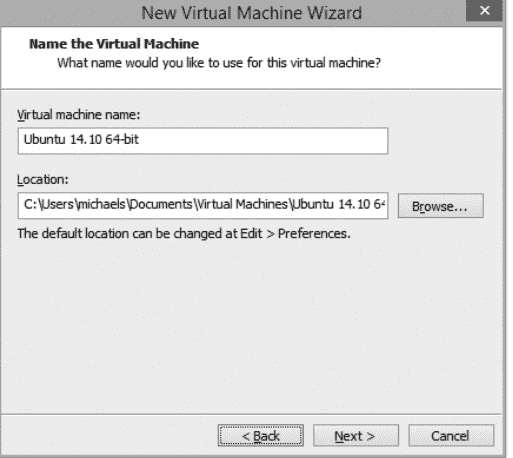 New Virtual Machine Wizard
Name the Virtual Machine
What name would you like to use for this virtual machine?
Virtual machine name:
Ubuntu 14.10 64-bit
Location:
C:\Users\michaels\Documents\Virtual Machines\Ubuntu 14.10 64
Browse...
The default location can be changed at Edit > Preferences.
< Back
Next >
Cancel